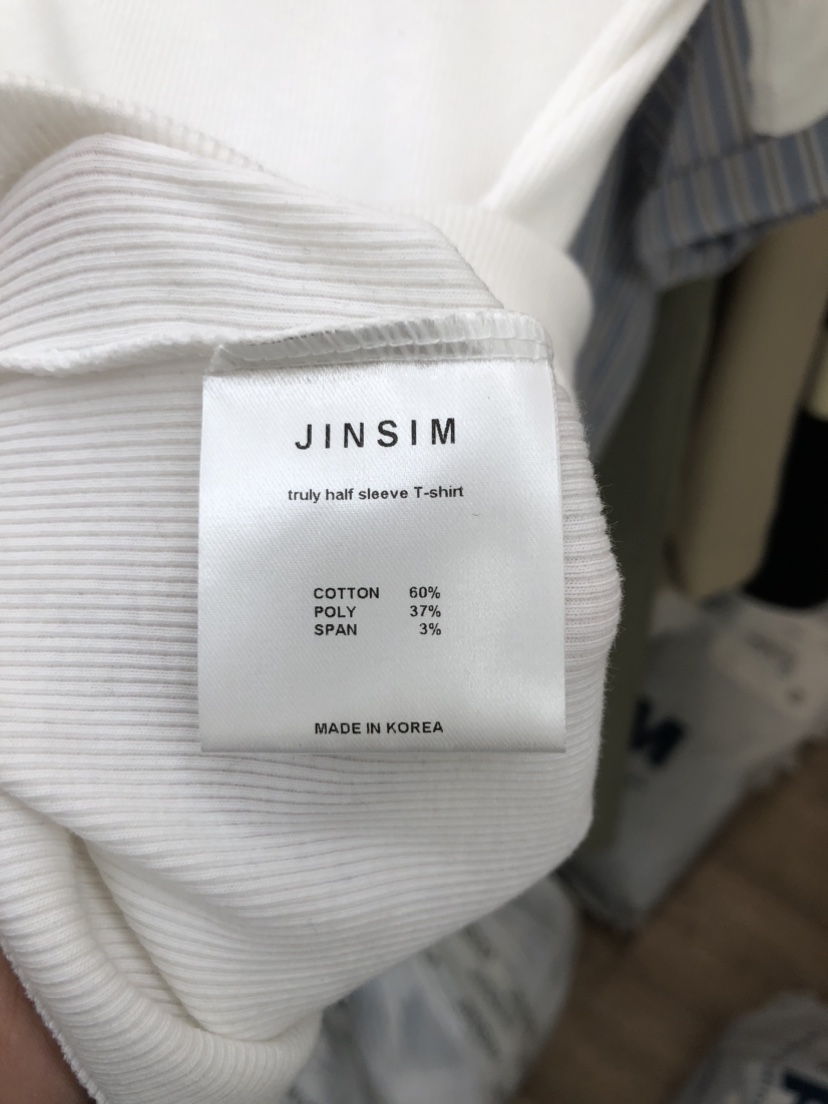 JINSIM
truly half sleeve T-shirt
COTTON 60%
POLY 37%
SPAN 3%
MADE IN KOREA